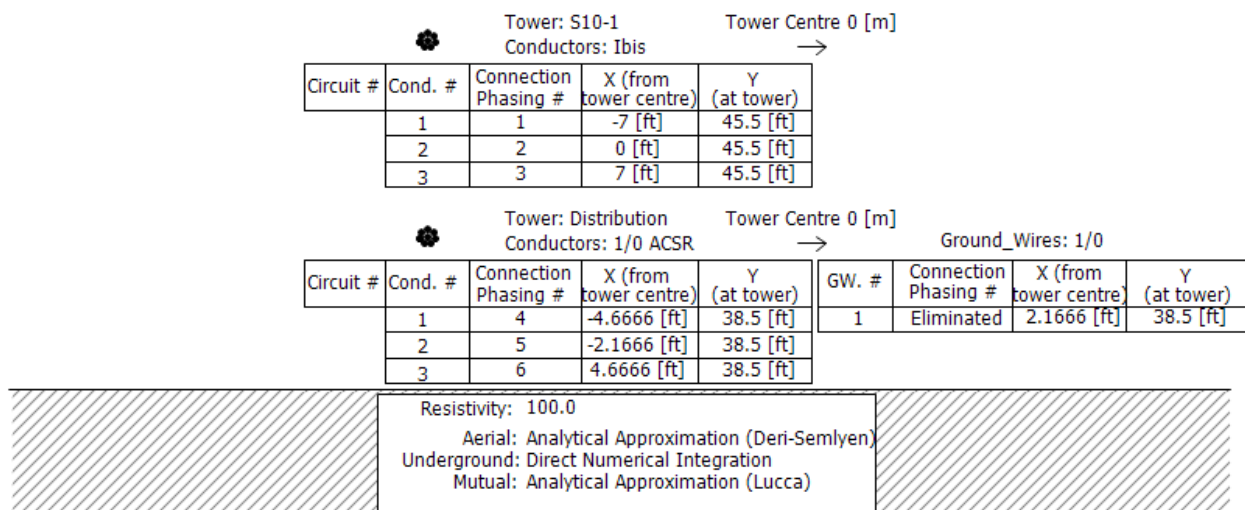 Tower: S10-1 Tower Centre 0 [m]
Conductors: Ibis
Circuit # Cond. # Connection Phasing # X (from tower centre) Y (at tower)
1 1 -7 [ft] 45.5 [ft]
2 2 0 [ft] 45.5 [ft]
3 3 7 [ft] 45.5 [ft]
Tower: Distribution Tower Centre 0 [m]
Conductors: 1/0 ACSR Ground_Wires: 1/0
Circuit # Cond. # Connection Phasing # X (from tower centre) Y (at tower) GW. # Connection Phasing # X (from tower centre) Y (at tower)
1 4 -4.6666 [ft] 38.5 [ft] 1 Eliminated 2.1666 [ft] 38.5 [ft]
2 5 -2.1666 [ft] 38.5 [ft]
3 6 4.6666 [ft] 38.5 [ft]
Resistivity: 100.0
Aerial: Analytical Approximation (Deri-Semlyen)
Underground: Direct Numerical Integration
Mutual: Analytical Approximation (Lucca)